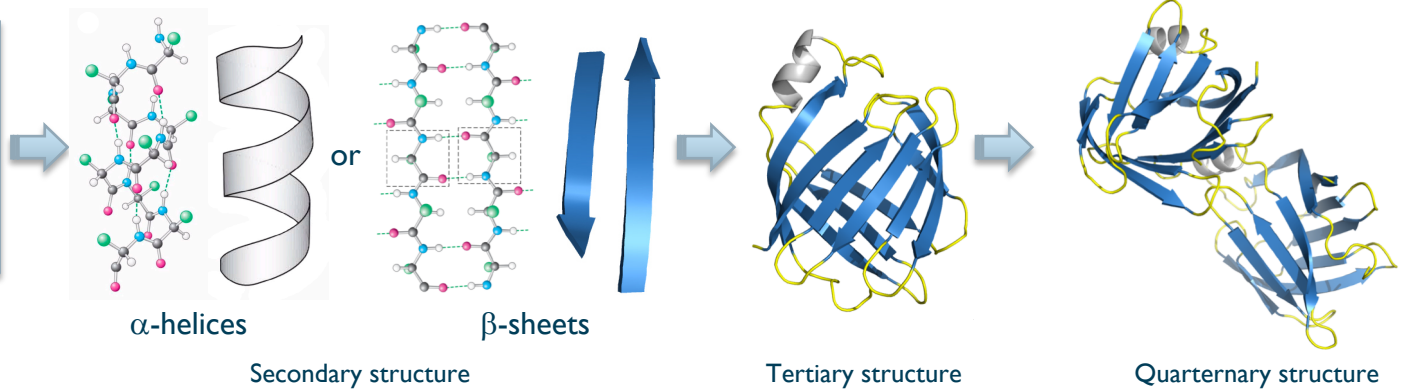 or
α-helices
β-sheets
Secondary structure
Tertiary structure
Quarternary structure